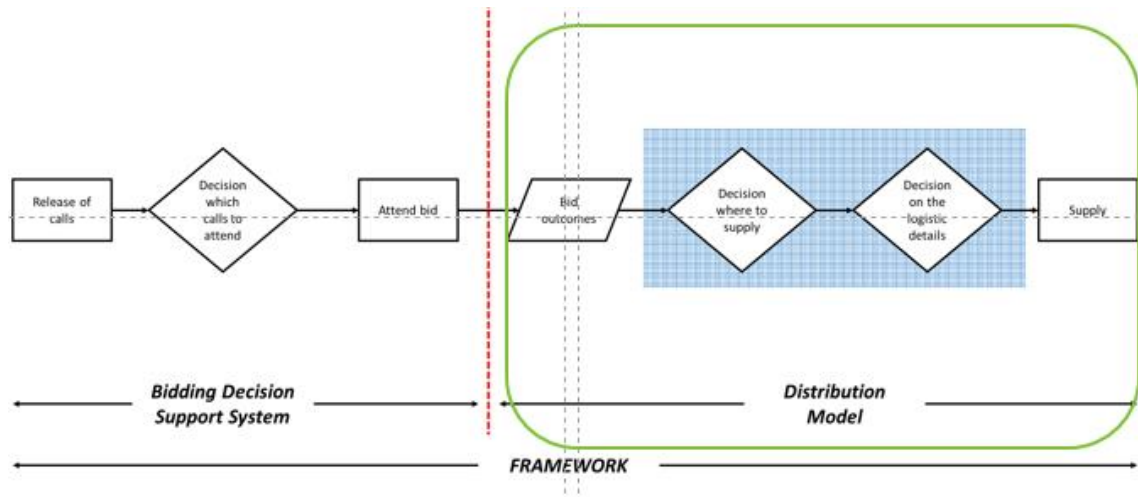 Release of
calls
Decision
which
calls to
attend
Attend bid
Bid
outcomes
Decision
where to
supply
Decision
on the
logistic
details
Supply
Bidding Decision
Support System
Distribution
Model
FRAMEWORK